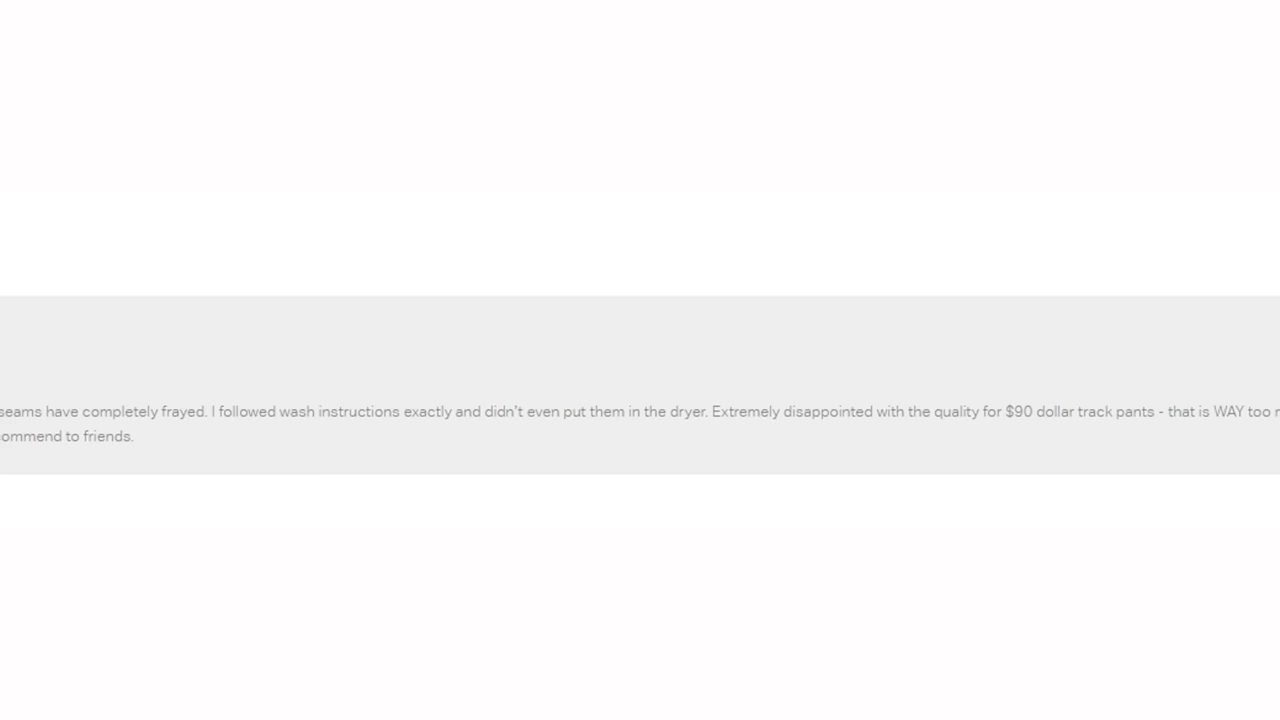 seams have completely frayed. I followed wash instructions exactly and didn't even put them in the dryer. Extremely disappointed with the quality for $90 dollar track pants - that is WAY too
to friends.